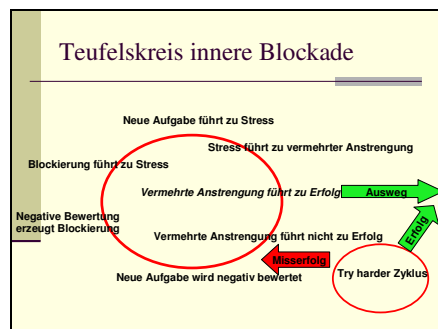 Teufelskreis innere Blockade
Neue Aufgabe führt zu Stress
Stress führt zu vermehrter Anstrengung
Blockierung führt zu Stress
Vermehrte Anstrengung führt zu Erfolg
Ausweg
Negative Bewertung
erzeugt Blockierung
Erfolg
Vermehrte Anstrengung führt nicht zu Erfolg
Misserfolg
Try harder Zyklus
Neue Aufgabe wird negativ bewertet